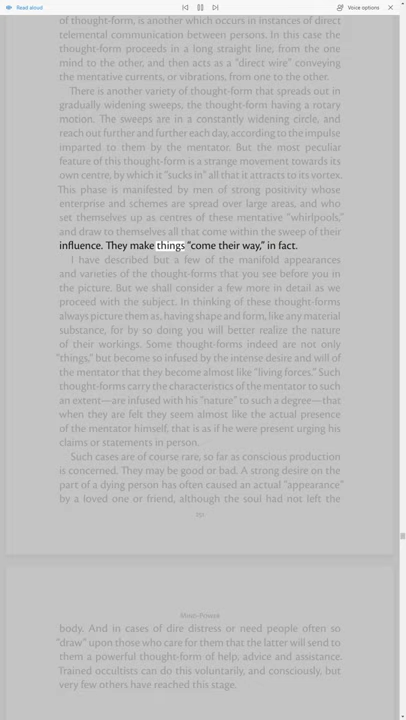 Read aloud
Voice options
of thought-form, is another which occurs in instances of direct
telemental communication between persons. In this case the
thought-form proceeds in a long straight line, from the one
mind to the other, and then acts as a "direct wire" conveying
the mentative currents, or vibrations, from one to the other.
There is another variety of thought-form that spreads out in
gradually widening sweeps, the thought-form having a rotary
motion. The sweeps are in a constantly widening circle, and
reach out further and further each day, according to the impulse
imparted to them by the mentator. But the most peculiar
feature of this thought-form is a strange movement towards its
own centre, by which it "sucks in" all that it attracts to its vortex.
This phase is manifested by men of strong positivity whose
enterprise and schemes are spread over large areas, and who
set themselves up as centres of these mentative "whirlpools,"
and draw to themselves all that come within the sweep of their
influence. They make things "come their way," in fact.
I have described but a few of the manifold appearances
and varieties of the thought-forms that you see before you in
the picture. But we shall consider a few more in detail as we
proceed with the subject. In thinking of these thought-forms
always picture them as, having shape and form, like any material
substance, for by so doing you will better realize the nature
of their workings. Some thought-forms indeed are not only
"things," but become so infused by the intense desire and will of
the mentator that they become almost like "living forces." Such
thought-forms carry the characteristics of the mentator to such
an extent—are infused with his "nature" to such a degree—that
when they are felt they seem almost like the actual presence
of the mentator himself, that is as if he were present urging his
claims or statements in person.
Such cases are of course rare, so far as conscious production
is concerned. They may be good or bad. A strong desire on the
part of a dying person has often caused an actual "appearance"
by a loved one or friend, although the soul had not left the
Mind-Power
body. And in cases of dire distress or need people often so
"draw" upon those who care for them that the latter will send to
them a powerful thought-form of help, advice and assistance.
Trained occultists can do this voluntarily, and consciously, but
very few others have reached this stage.